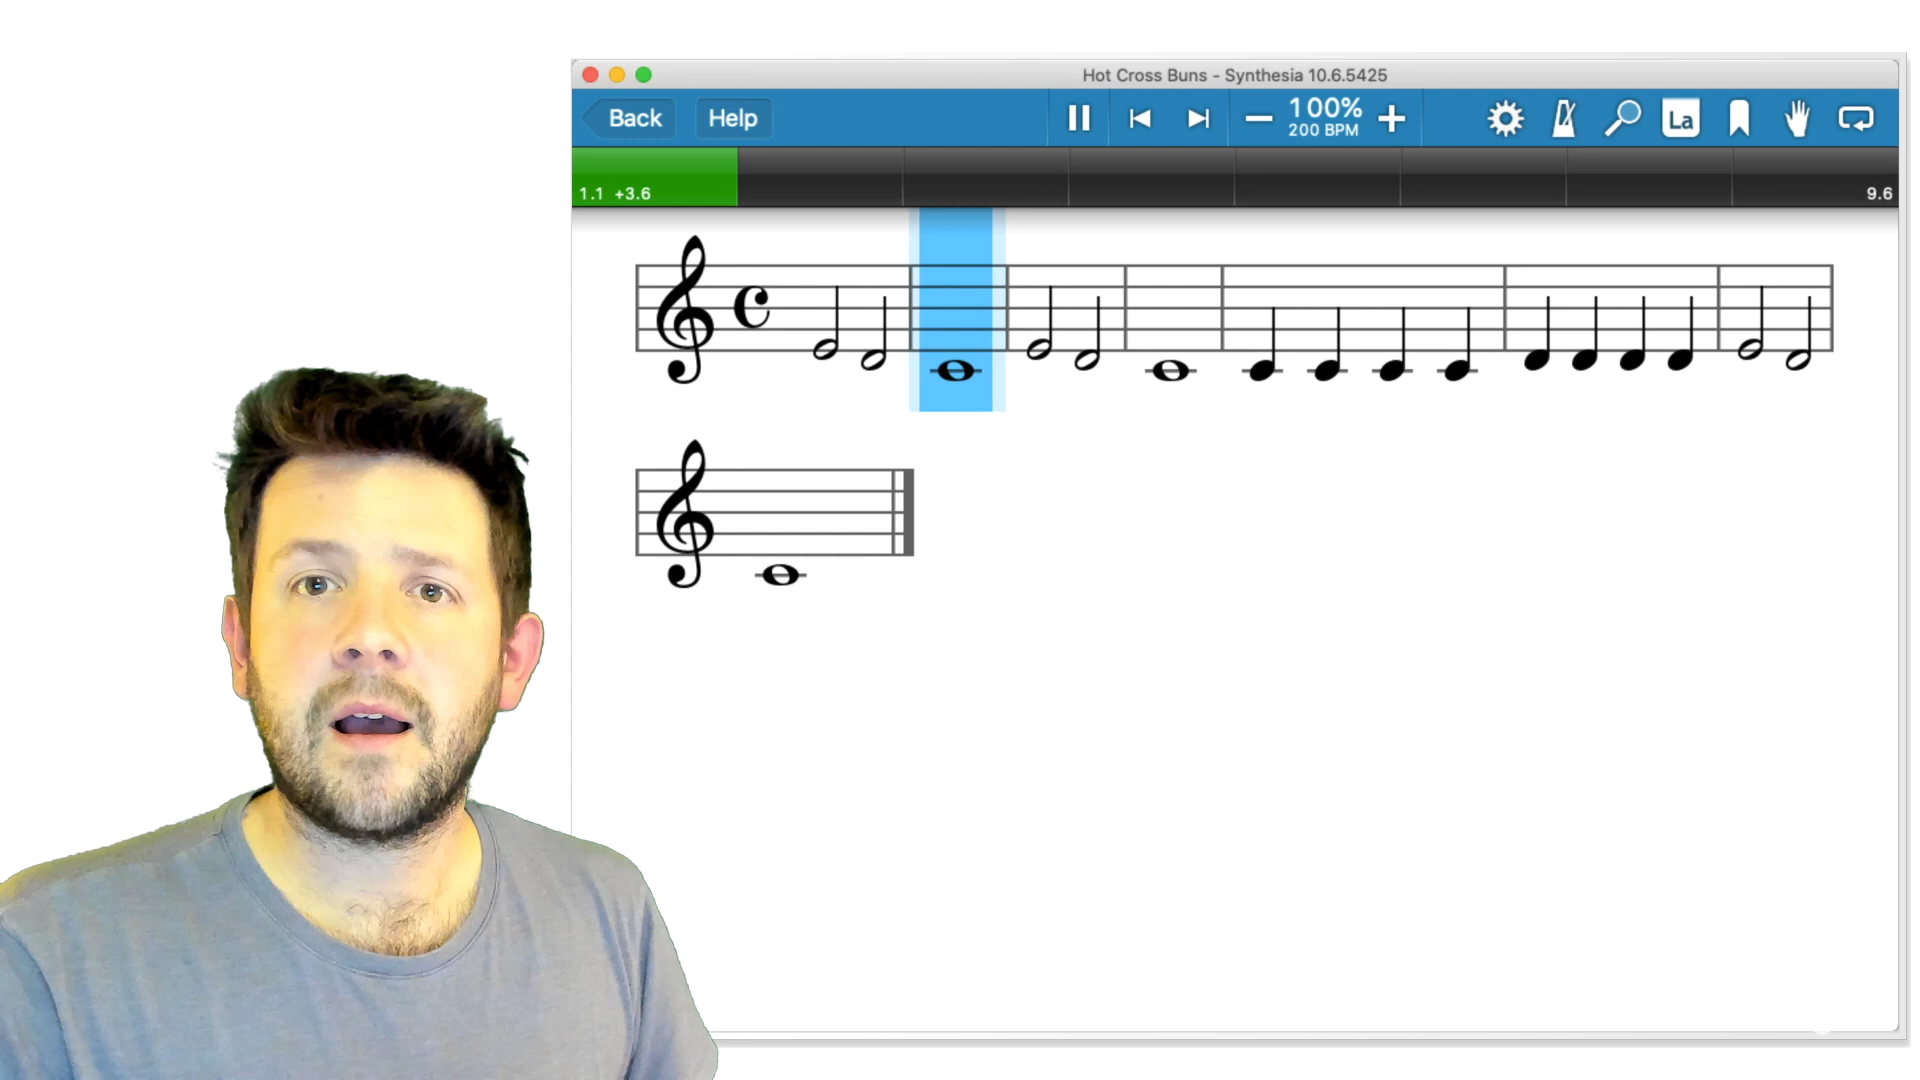 Hot Cross Buns - Synthesia 10.6.5425
Back Help 100% La
200 BPM
1.1 +3.6 9.6